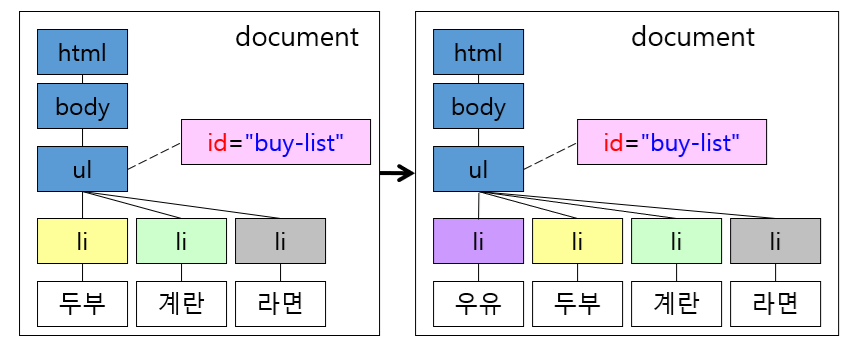 document
html
body
id="buy-list"
ul
li li li
두부 계란 라면
document
html
body
id="buy-list"
ul
li li li li
우유 두부 계란 라면